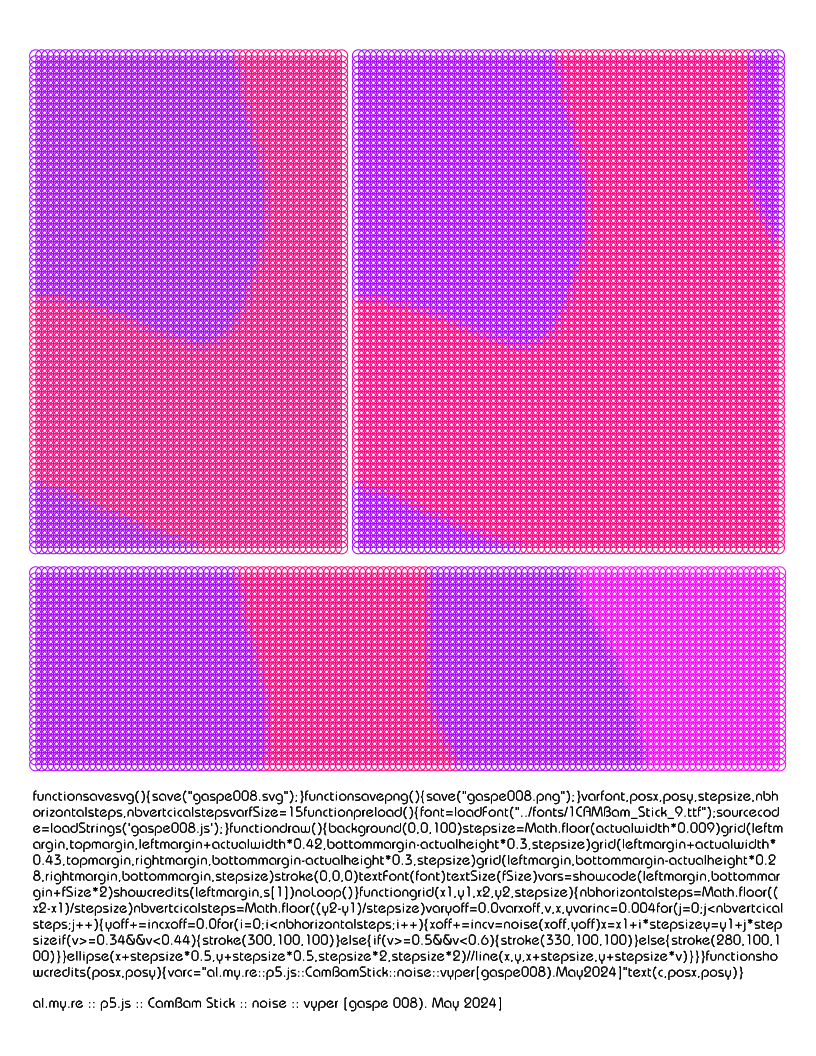 functionsavesvg(){save("gaspe008.svg");}functionsavepng(){save("gaspe008.png");}varfont,posx,posy,stepsize,nbh
orizontalsteps,nbvertcicalstepsvarfSize=15functionpreload(){font=loadFont("../fonts/1CAMBam_Stick_9.ttf");sourcecod
e=loadStrings('gaspe008.js');}functiondraw(){background(0,0,100)stepsize=Math.floor(actualwidth*0.009)grid(leftm
argin,topmargin,leftmargin+actualwidth*0.42,bottommargin-actualheight*0.3,stepsize)grid(leftmargin+actualwidth*
0.43,topmargin,rightmargin,bottommargin-actualheight*0.3,stepsize)grid(leftmargin,bottommargin-actualheight*0.2
8,rightmargin,bottommargin,stepsize)stroke(0,0,0)textFont(font)textSize(fSize)vars=showcode(leftmargin,bottommar
gin+fSize*2)showcredits(leftmargin,s[1])noLoop()}functiongrid(x1,y1,x2,y2,stepsize){nbhorizontalsteps=Math.floor((
x2-x1)/stepsize)nbvertcicalsteps=Math.floor((y2-y1)/stepsize)varyoff=0.0varxoff,v,x,yvarinc=0.004for(j=0;j<nbvertcical
steps;j++){yoff+=incxoff=0.0for(i=0;i<nbhorizontalsteps;i++){xoff+=incv=noise(xoff,yoff)x=x1+i*stepsizey=y1+j*step
sizeif(v>=0.34&&v<0.44){stroke(300,100,100)}else{if(v>=0.5&&v<0.6){stroke(330,100,100)}else{stroke(280,100,1
00)}}ellipse(x+stepsize*0.5,y+stepsize*0.5,stepsize*2,stepsize*2)//line(x,y,x+stepsize,y+stepsize*v)}}}functionsho
wcredits(posx,posy){varc="al.my.re::p5.js::CamBamStick::noise::vyper[gaspe008).May2024]"text(c,posx,posy)}
al.my.re :: p5.js :: CamBam Stick :: noise :: vyper [gaspe 008). May 2024]